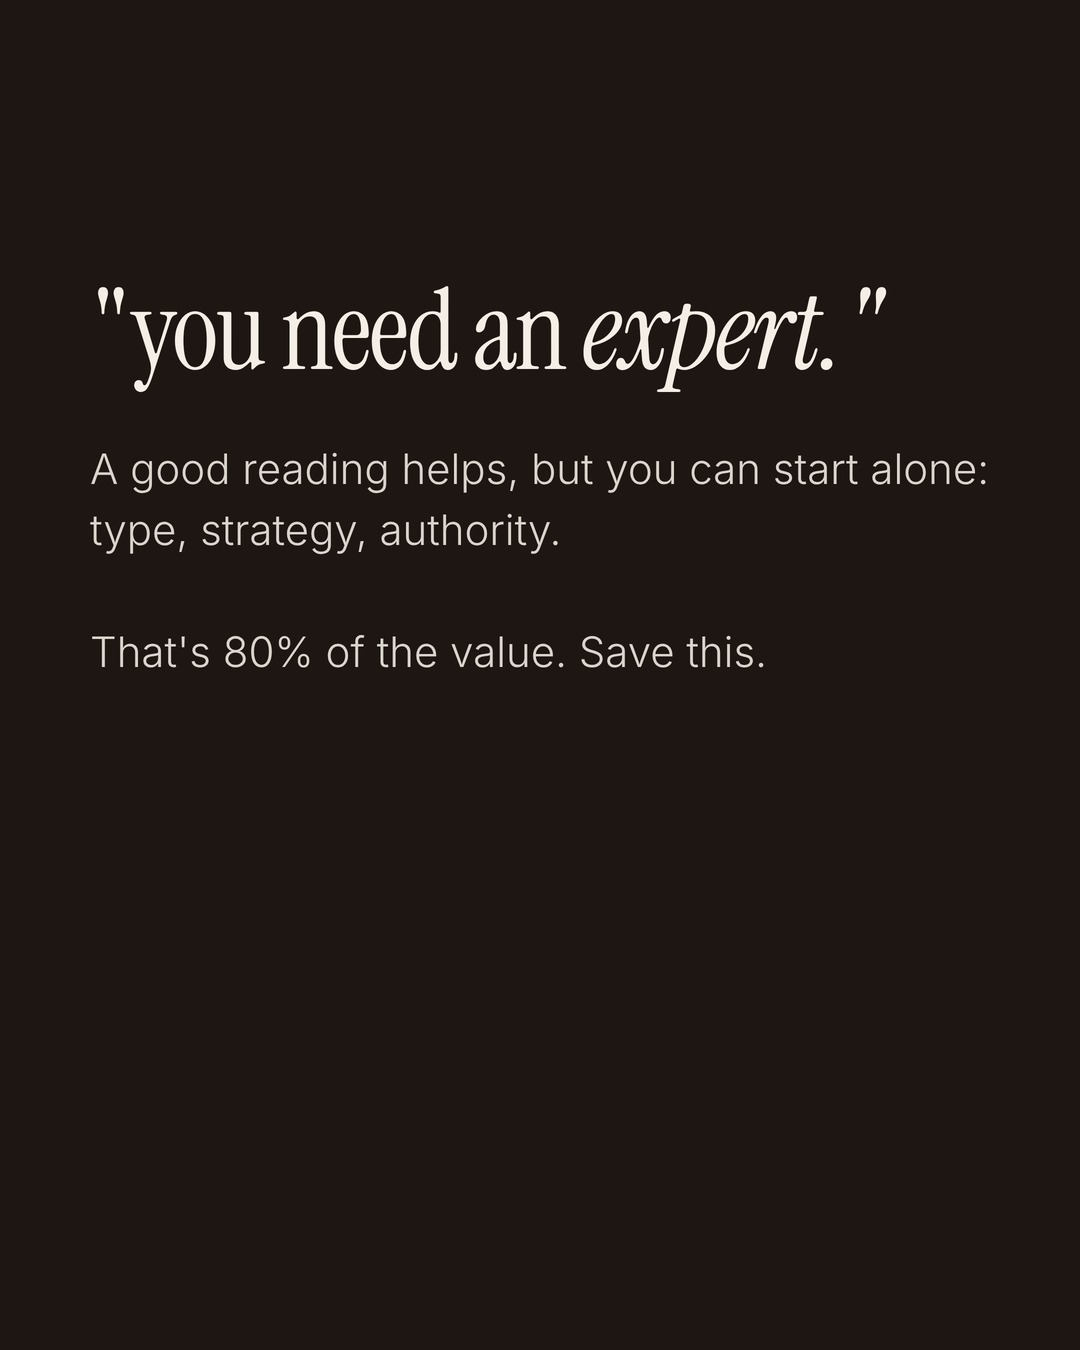 "you need an expert. "
A good reading helps, but you can start alone:
type, strategy, authority.
That's 80% of the value. Save this.